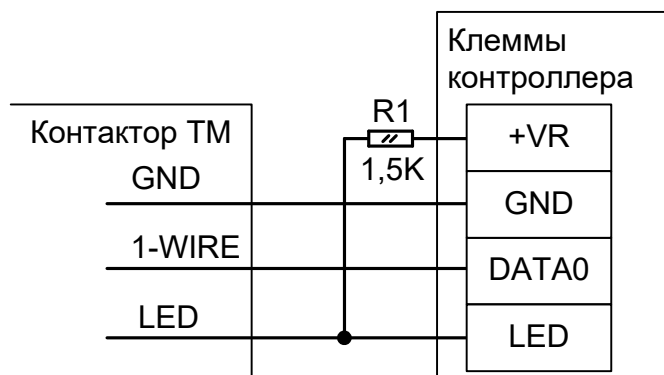 Клеммы
контроллера
Контактор ТМ
R1
1,5K
+VR
GND
GND
1-WIRE
DATA0
LED
LED